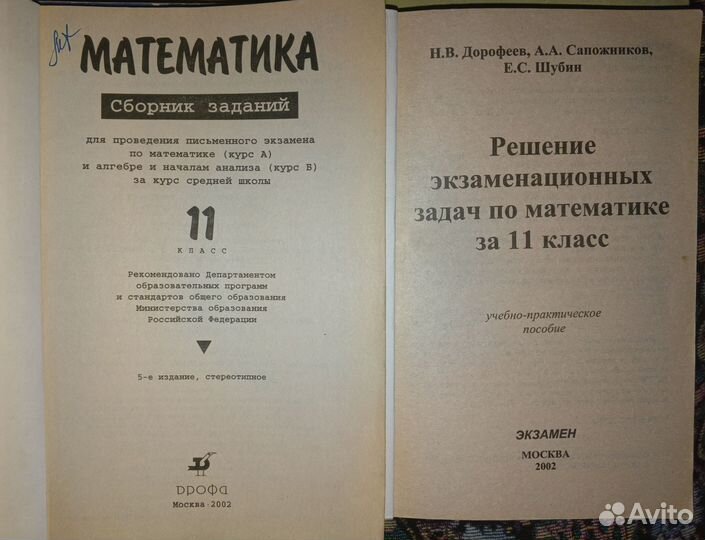 МАТЕМАТИКА
Сборник заданий
для проведения письменного экзамена
по математике (курс А)
и алгебре и началам анализа (курс Б)
за курс средней школы
11
КЛАСС
Рекомендовано Департаментом
образовательных программ
и стандартов общего образования
Министерства образования
Российской Федерации
5-е издание, стереотипное
дрофа
Москва·2002
Н.В. Дорофеев, А.А. Сапожников,
Е.С. Шубин
Решение
экзаменационных
задач по математике
за 11 класс
учебно-практическое
пособие
ЭКЗАМЕН
МОСКВА
2002
Avito